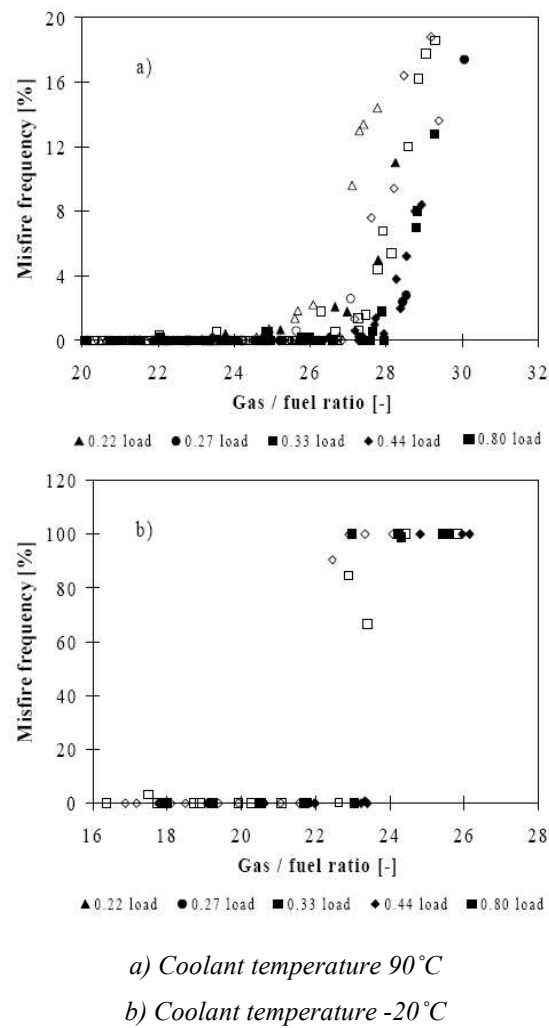 20
16
12
8
4
0
Misfire frequency [%]
a)
20 22 24 26 28 30 32
Gas / fuel ratio [-]
▲ 0.22 load ● 0.27 load ■ 0.33 load ◆ 0.44 load ■ 0.80 load
120
100
80
60
40
20
0
Misfire frequency [%]
b)
16 18 20 22 24 26 28
Gas / fuel ratio [-]
▲ 0.22 load ● 0.27 load ■ 0.33 load ◆ 0.44 load ■ 0.80 load
a) Coolant temperature 90˚C
b) Coolant temperature -20˚C